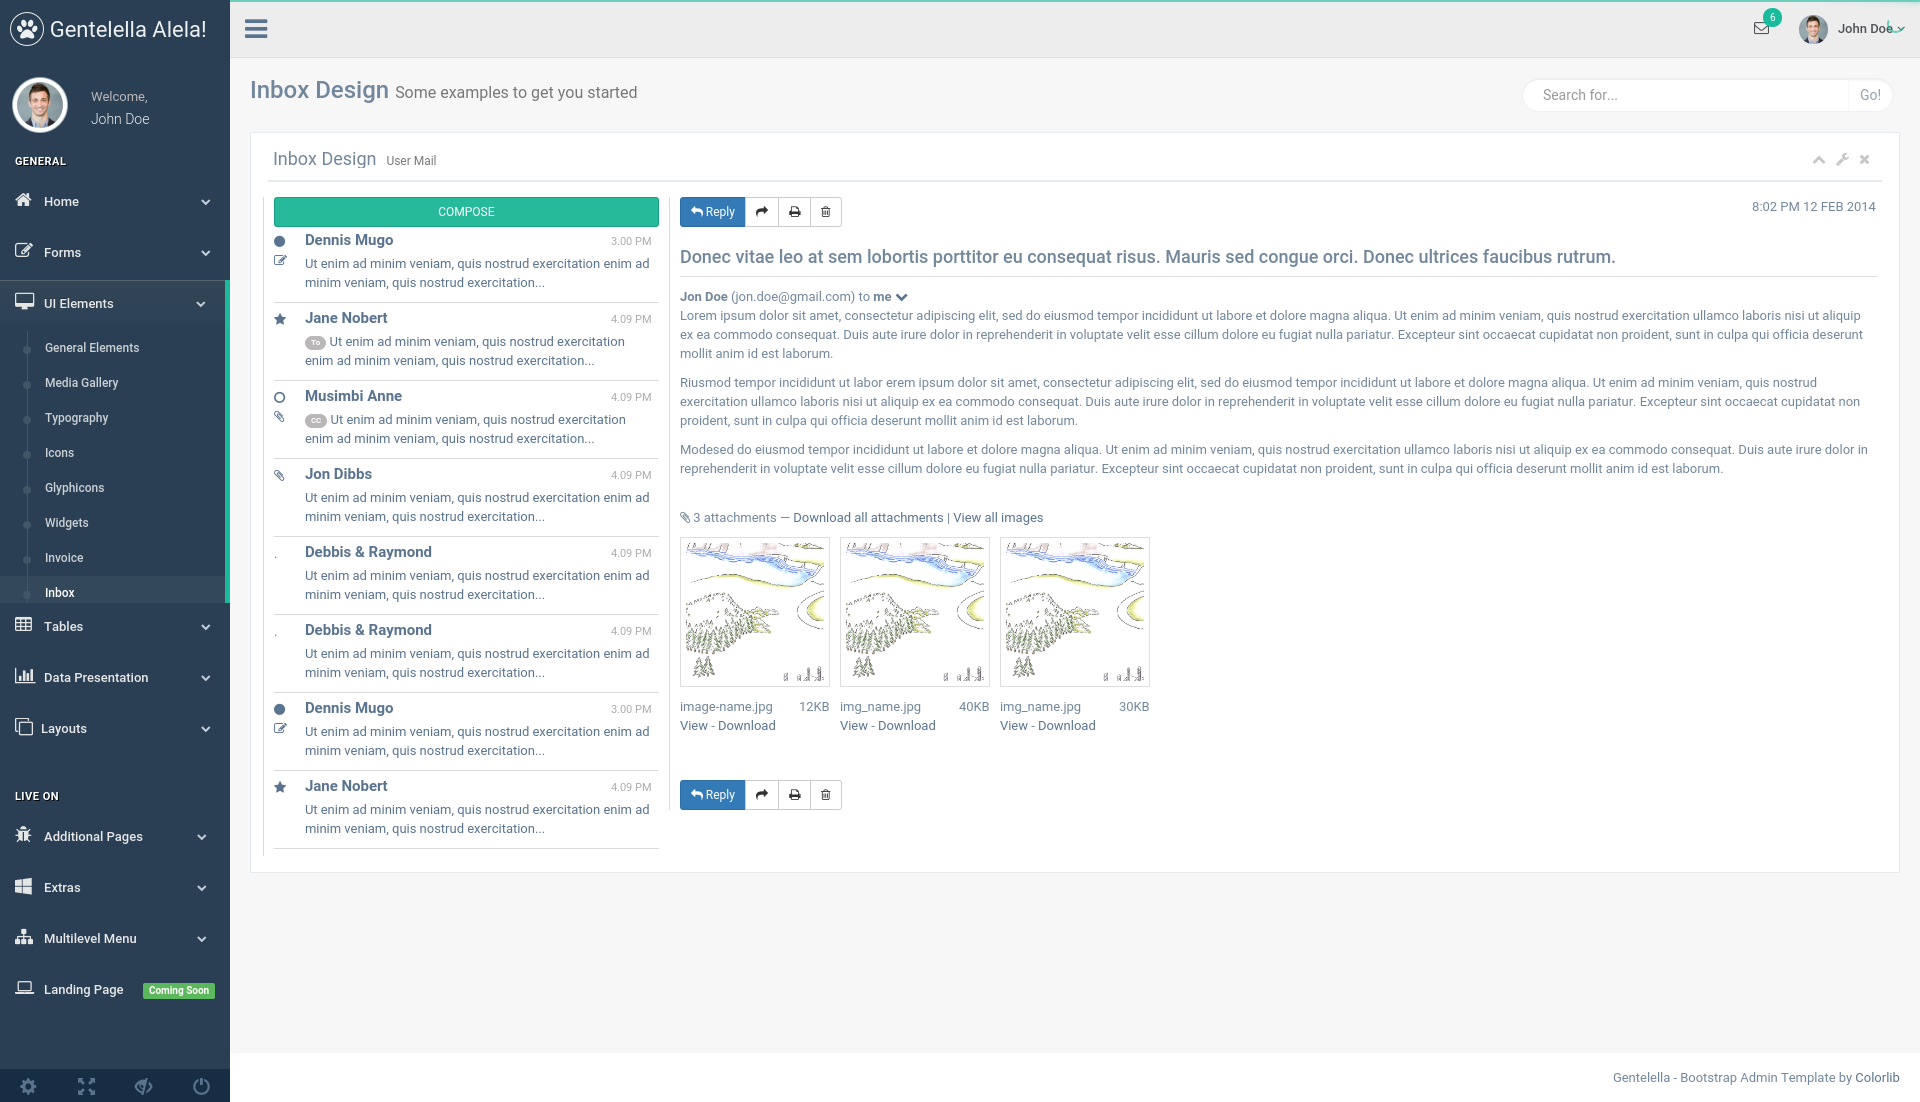 Gentelella Alela!
Welcome,
John Doe
GENERAL
Home
Forms
UI Elements
General Elements
Media Gallery
Typography
Icons
Glyphicons
Widgets
Invoice
Inbox
Tables
Data Presentation
Layouts
LIVE ON
Additional Pages
Extras
Multilevel Menu
Landing Page Coming Soon
6
John Doe
Inbox Design Some examples to get you started
Search for... Go!
Inbox Design User Mail
COMPOSE
Dennis Mugo 3.00 PM
Ut enim ad minim veniam, quis nostrud exercitation enim ad
minim veniam, quis nostrud exercitation...
Jane Nobert 4.09 PM
To Ut enim ad minim veniam, quis nostrud exercitation
enim ad minim veniam, quis nostrud exercitation...
Musimbi Anne 4.09 PM
CC Ut enim ad minim veniam, quis nostrud exercitation
enim ad minim veniam, quis nostrud exercitation...
Jon Dibbs 4.09 PM
Ut enim ad minim veniam, quis nostrud exercitation enim ad
minim veniam, quis nostrud exercitation...
Debbis & Raymond 4.09 PM
Ut enim ad minim veniam, quis nostrud exercitation enim ad
minim veniam, quis nostrud exercitation...
Debbis & Raymond 4.09 PM
Ut enim ad minim veniam, quis nostrud exercitation enim ad
minim veniam, quis nostrud exercitation...
Dennis Mugo 3.00 PM
Ut enim ad minim veniam, quis nostrud exercitation enim ad
minim veniam, quis nostrud exercitation...
Jane Nobert 4.09 PM
Ut enim ad minim veniam, quis nostrud exercitation enim ad
minim veniam, quis nostrud exercitation...
Reply
8:02 PM 12 FEB 2014
Donec vitae leo at sem lobortis porttitor eu consequat risus. Mauris sed congue orci. Donec ultrices faucibus rutrum.
Jon Doe (jon.doe@gmail.com) to me
Lorem ipsum dolor sit amet, consectetur adipiscing elit, sed do eiusmod tempor incididunt ut labore et dolore magna aliqua. Ut enim ad minim veniam, quis nostrud exercitation ullamco laboris nisi ut aliquip
ex ea commodo consequat. Duis aute irure dolor in reprehenderit in voluptate velit esse cillum dolore eu fugiat nulla pariatur. Excepteur sint occaecat cupidatat non proident, sunt in culpa qui officia deserunt
mollit anim id est laborum.
Riusmod tempor incididunt ut labor erem ipsum dolor sit amet, consectetur adipiscing elit, sed do eiusmod tempor incididunt ut labore et dolore magna aliqua. Ut enim ad minim veniam, quis nostrud
exercitation ullamco laboris nisi ut aliquip ex ea commodo consequat. Duis aute irure dolor in reprehenderit in voluptate velit esse cillum dolore eu fugiat nulla pariatur. Excepteur sint occaecat cupidatat non
proident, sunt in culpa qui officia deserunt mollit anim id est laborum.
Modesed do eiusmod tempor incididunt ut labore et dolore magna aliqua. Ut enim ad minim veniam, quis nostrud exercitation ullamco laboris nisi ut aliquip ex ea commodo consequat. Duis aute irure dolor in
reprehenderit in voluptate velit esse cillum dolore eu fugiat nulla pariatur. Excepteur sint occaecat cupidatat non proident, sunt in culpa qui officia deserunt mollit anim id est laborum.
3 attachments — Download all attachments | View all images
image-name.jpg 12KB
View - Download
img_name.jpg 40KB
View - Download
img_name.jpg 30KB
View - Download
Reply
Gentelella - Bootstrap Admin Template by Colorlib